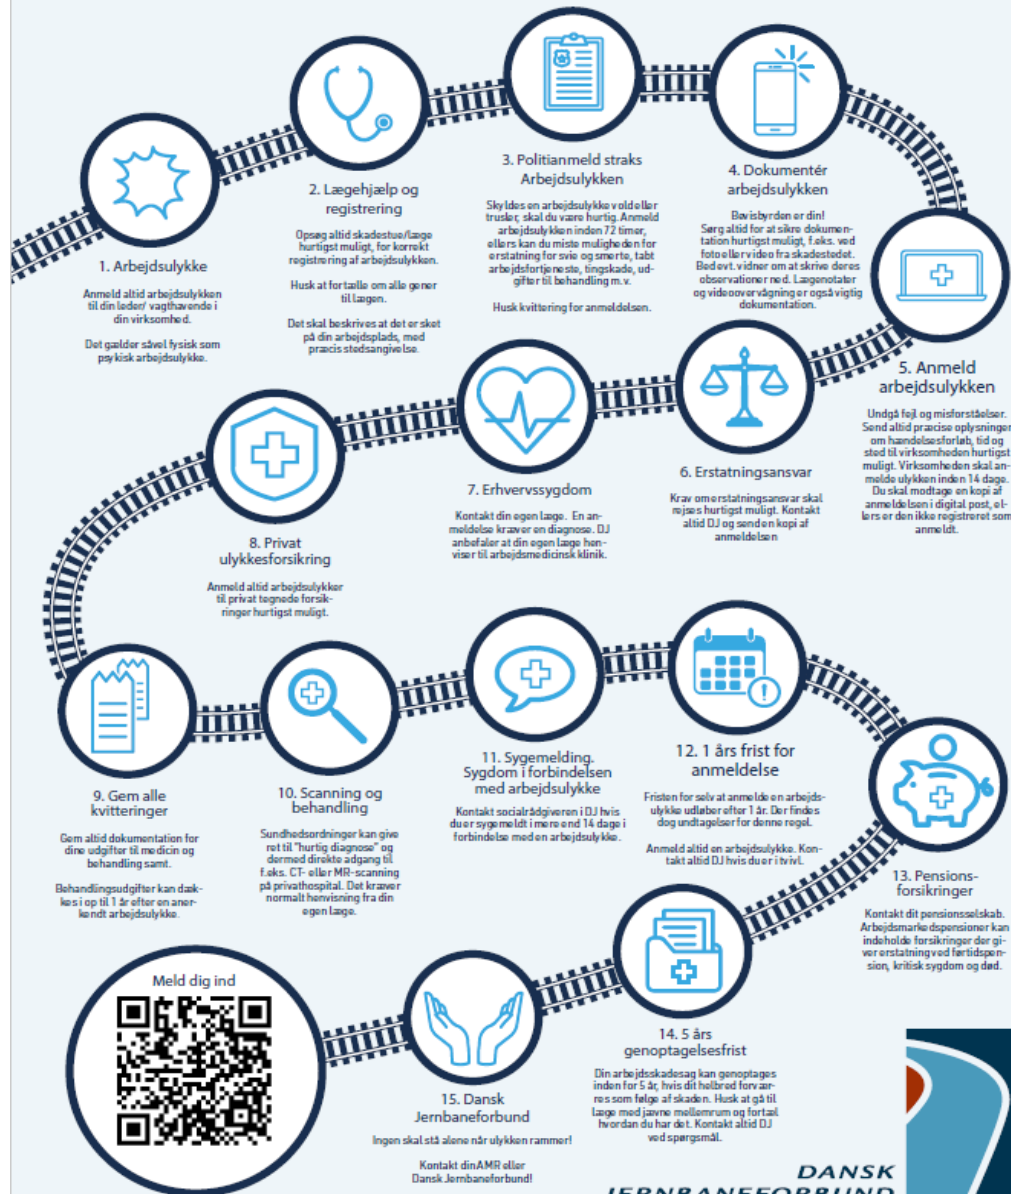 1. Arbejdsulykke
Anmeld altid arbejdsulykken
til din leder/ vagthavende i
din virksomhed.
Det gælder såvel fysisk som
psykisk arbejdsulykke.
2. Lægehjælp og
registrering
Opsøg altid skadestue/læge
hurtigst muligt, for korrekt
registrering af arbejdsulykken.
Husk at fortælle om alle gener
til lægen.
Det skal beskrives at det er sket
på din arbejdsplads, med
præcis stedsangivelse.
3. Politianmeld straks
Arbejdsulykken
Skyldes en arbejdsulykke vold eller
trusler, skal du være hurtig. Anmeld
arbejdsulykken inden 72 timer,
ellers kan du miste muligheden for
erstatning for svie og smerte, tabt
arbejdsfortjeneste, tingskade, ud-
gifter til behandling m.v.
Husk kvittering for anmeldelsen.
4. Dokumentér
arbejdsulykken
Bevisbyrden er din!
Sørg altid for at sikre dokumen-
tation hurtigst muligt, f.eks. ved
foto eller video fra skadestedet.
Bed evt. vidner om at skrive deres
observationer ned. Lægenotater
og videoovervågning er også vigtig
dokumentation.
5. Anmeld
arbejdsulykken
Undgå fejl og misforståelser.
Send altid præcise oplysninger
om hændelsesforløb, tid og
sted til virksomheden hurtigst
muligt. Virksomheden skal an-
melde ulykken inden 14 dage.
Du skal modtage en kopi af
anmeldelsen i digital post, el-
lers er den ikke registreret som
anmeldt.
6. Erstatningsansvar
Krav om erstatningsansvar skal
rejses hurtigst muligt. Kontakt
altid DJ og send en kopi af
anmeldelsen
7. Erhvervssygdom
Kontakt din egen læge. En an-
meldelse kræver en diagnose. DJ
anbefaler at din egen læge hen-
viser til arbejdsmedicinsk klinik.
8. Privat
ulykkesforsikring
Anmeld altid arbejdsulykker
til privat tegnede forsik-
ringer hurtigst muligt.
9. Gem alle
kvitteringer
Gem altid dokumentation for
dine udgifter til medicin og
behandling samt.
Behandlingsudgifter kan dæk-
kes i op til 1 år efter en aner-
kendt arbejdsulykke.
10. Scanning og
behandling
Sundhedsordninger kan give
ret til "hurtig diagnose" og
dermed direkte adgang til
f.eks. CT- eller MR-scanning
på privathospital. Det kræver
normalt henvisning fra din
egen læge.
11. Sygemelding.
Sygdom i forbindelsen
med arbejdsulykke
Kontakt socialrådgiveren i DJ hvis
du er sygemeldt i mere end 14 dage i
forbindelse med en arbejdsulykke.
12. 1 års frist for
anmeldelse
Fristen for selv at anmelde en arbejds-
ulykke udløber efter 1 år. Der findes
dog undtagelser for denne regel.
Anmeld altid en arbejdsulykke. Kon-
takt altid DJ hvis du er i tvivl.
13. Pensions-
forsikringer
Kontakt dit pensionsselskab.
Arbejdsmarkedspensioner kan
indeholde forsikringer der gi-
ver erstatning ved førtidspen-
sion, kritisk sygdom og død.
14. 5 års
genoptagelsesfrist
Din arbejdsskadesag kan genoptages
inden for 5 år, hvis dit helbred forvær-
res som følge af skaden. Husk at gå til
læge med jævne mellemrum og fortæl
hvordan du har det. Kontakt altid DJ
ved spørgsmål.
15. Dansk
Jernbaneforbund
Ingen skal stå alene når ulykken rammer!
Kontakt din AMR eller
Dansk Jernbaneforbund!
Meld dig ind
DANSK
JERNBANEFORBUND